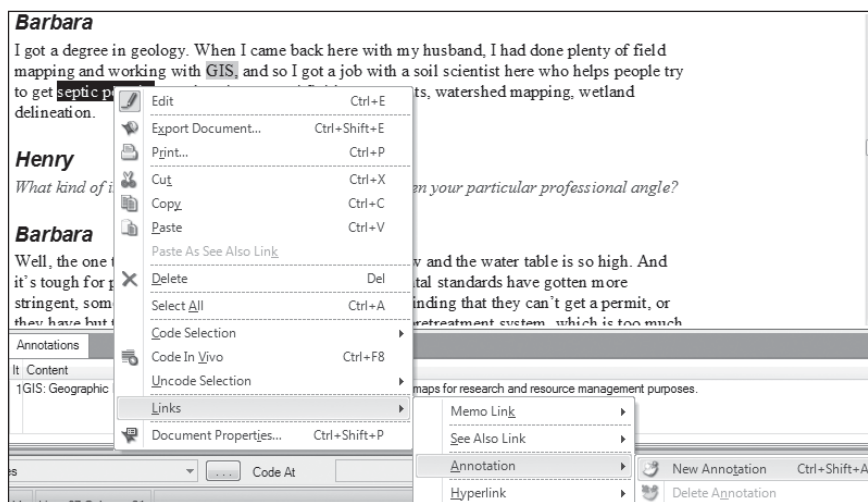 Barbara
I got a degree in geology. When I came back here with my husband, I had done plenty of field
mapping and working with GIS, and so I got a job with a soil scientist here who helps people try
to get septic ts, watershed mapping, wetland
delineation.
Henry
What kind of en your particular professional angle?
Barbara
Well, the one and the water table is so high. And
it's tough for tal standards have gotten more
stringent, som inding that they can't get a permit, or
they have but pretreatment system, which is too much
Edit Ctrl+E
Export Document... Ctrl+Shift+E
Print... Ctrl+P
Cut Ctrl+X
Copy Ctrl+C
Paste Ctrl+V
Paste As See Also Link
Delete Del
Select All Ctrl+A
Code Selection
Code In Vivo Ctrl+F8
Uncode Selection
Links
Document Properties... Ctrl+Shift+P
Annotations
It Content
1 GIS: Geographic maps for research and resource management purposes.
Memo Link
See Also Link
Annotation
Hyperlink
New Annotation Ctrl+Shift+A
Delete Annotation
es ... Code At